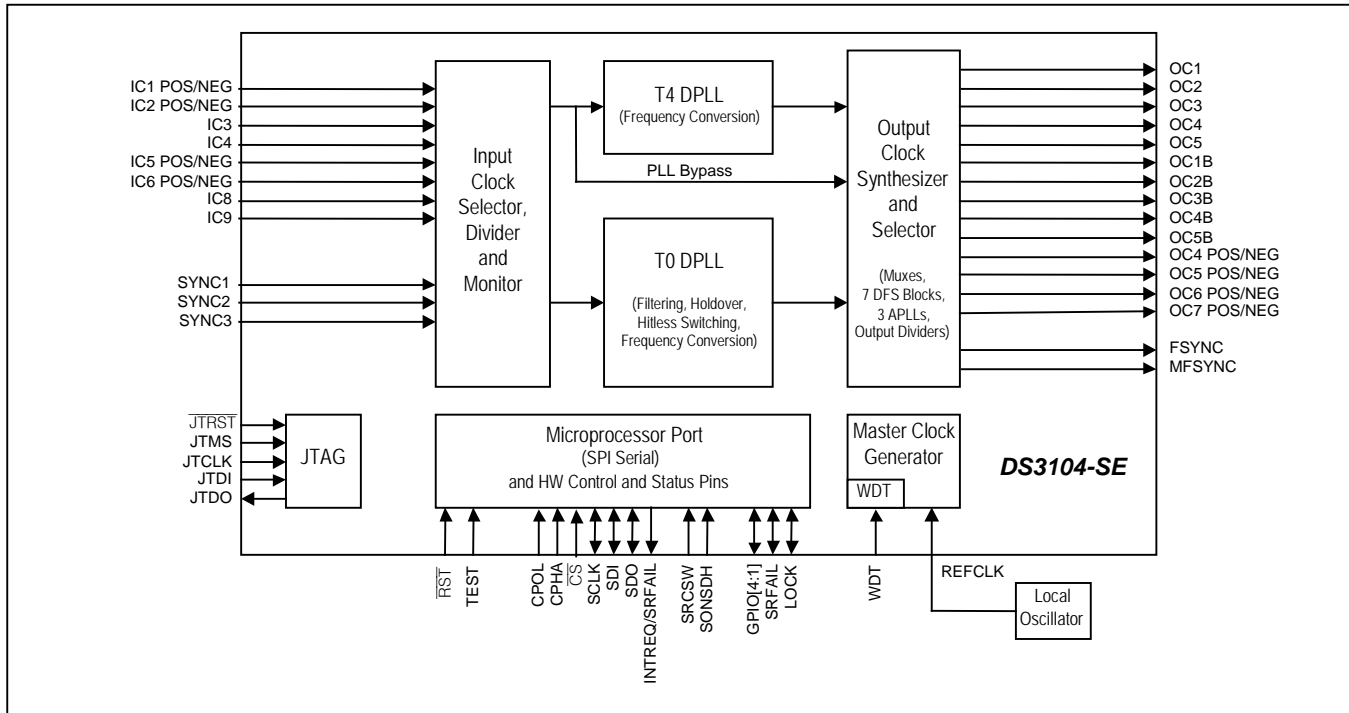 IC1 POS/NEG
IC2 POS/NEG
IC3
IC4
IC5 POS/NEG
IC6 POS/NEG
IC8
IC9
SYNC1
SYNC2
SYNC3
Input
Clock
Selector,
Divider
and
Monitor
T4 DPLL
(Frequency Conversion)
PLL Bypass
T0 DPLL
(Filtering, Holdover,
Hitless Switching,
Frequency Conversion)
Output
Clock
Synthesizer
and
Selector
(Muxes,
7 DFS Blocks,
3 APLLs,
Output Dividers)
OC1
OC2
OC3
OC4
OC5
OC1B
OC2B
OC3B
OC4B
OC5B
OC4 POS/NEG
OC5 POS/NEG
OC6 POS/NEG
OC7 POS/NEG
FSYNC
MFSYNC
JTRST
JTMS
JTCLK
JTDI
JTDO
JTAG
Microprocessor Port
(SPI Serial)
and HW Control and Status Pins
Master Clock
Generator
WDT
DS3104-SE
RST
TEST
CPOL
CPHA
CS
SCLK
SDI
SDO
INTREQ/SRFAIL
SRCSW
SONSDH
GPIO[4:1]
SRFAIL
LOCK
WDT
REFCLK
Local
Oscillator